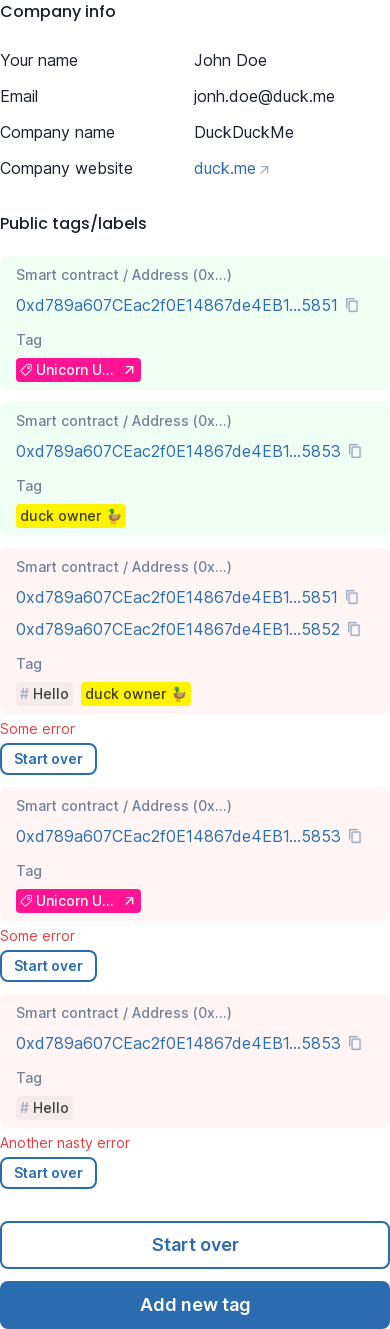 Company info
Your name John Doe
Email jonh.doe@duck.me
Company name DuckDuckMe
Company website duck.me
Public tags/labels
Smart contract / Address (0x...)
0xd789a607CEac2f0E14867de4EB1...5851
Tag
Unicorn U...
Smart contract / Address (0x...)
0xd789a607CEac2f0E14867de4EB1...5853
Tag
duck owner 🦆
Smart contract / Address (0x...)
0xd789a607CEac2f0E14867de4EB1...5851
0xd789a607CEac2f0E14867de4EB1...5852
Tag
# Hello duck owner 🦆
Some error
Start over
Smart contract / Address (0x...)
0xd789a607CEac2f0E14867de4EB1...5853
Tag
Unicorn U...
Some error
Start over
Smart contract / Address (0x...)
0xd789a607CEac2f0E14867de4EB1...5853
Tag
# Hello
Another nasty error
Start over
Start over
Add new tag